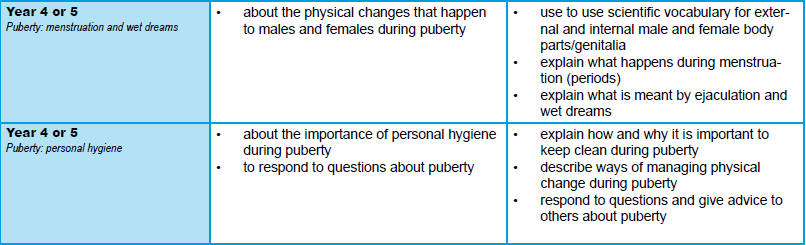 Year 4 or 5
Puberty: menstruation and wet dreams
• about the physical changes that happen
to males and females during puberty
• use to use scientific vocabulary for exter-
nal and internal male and female body
parts/genitalia
• explain what happens during menstrua-
tion (periods)
• explain what is meant by ejaculation and
wet dreams
Year 4 or 5
Puberty: personal hygiene
• about the importance of personal hygiene
during puberty
• to respond to questions about puberty
• explain how and why it is important to
keep clean during puberty
• describe ways of managing physical
change during puberty
• respond to questions and give advice to
others about puberty